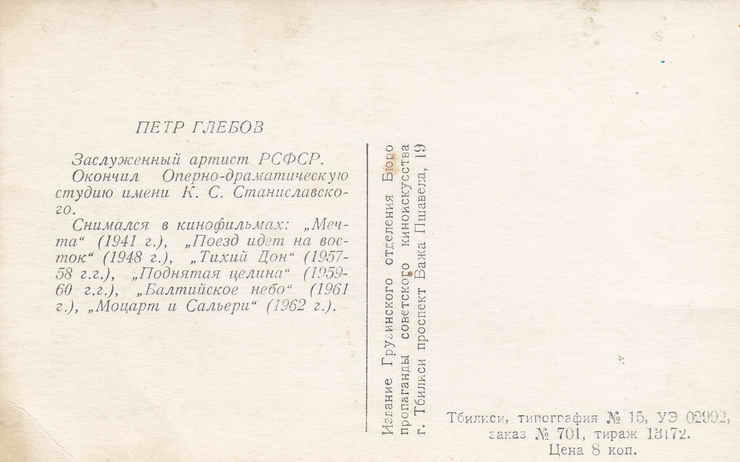 ПЕТР ГЛЕБОВ
Заслуженный артист РСФСР.
Окончил Оперно-драматическую
студию имени К. С. Станиславско-
го.
Снимался в кинофильмах: „Меч-
та“ (1941 г.), „Поезд идет на вос-
ток“ (1948 г.), „Тихий Дон“ (1957-
58 г.г.), „Поднятая целина“ (1959-
60 г.г.), „Балтийское небо“ (1961
г.), „Моцарт и Сальери“ (1962 г.).
Издание Грузинского отделения Бюро
пропаганды советского киноискусства
г. Тбилиси проспект Важа Пшавела, 19
Тбилиси, типография № 15, УЭ
заказ № 701, тираж
Цена 8 коп.